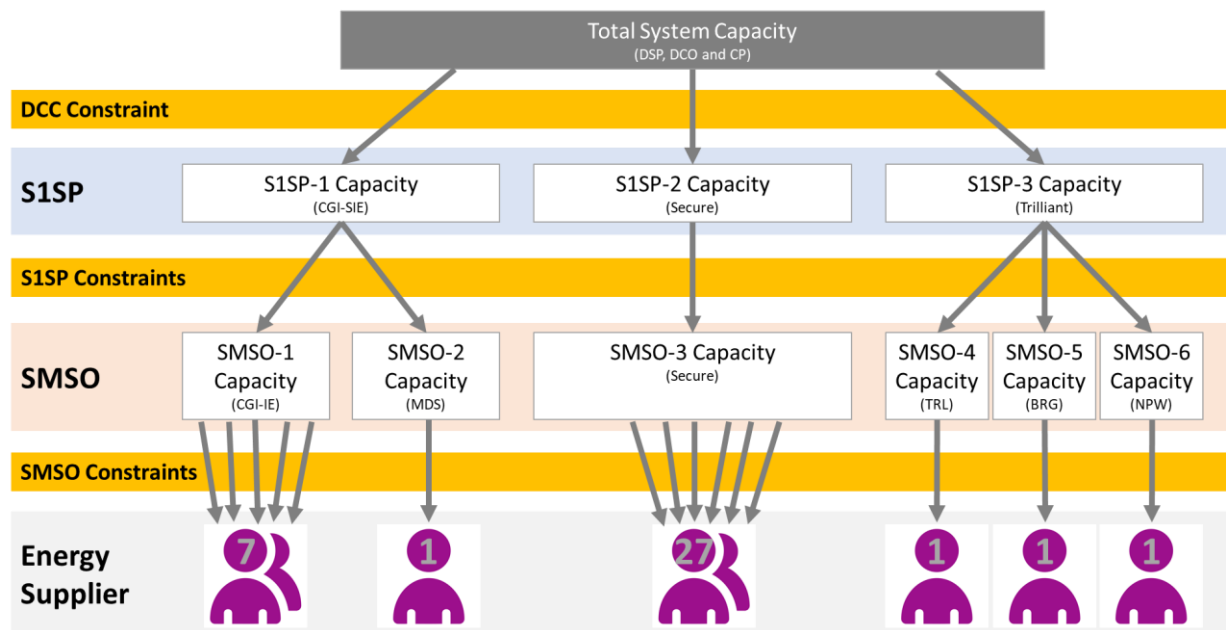 Total System Capacity
(DSP, DCO and CP)
DCC Constraint
S1SP
S1SP-1 Capacity
(CGI-SIE)
S1SP-2 Capacity
(Secure)
S1SP-3 Capacity
(Trilliant)
S1SP Constraints
SMSO
SMSO-1
Capacity
(CGI-IE)
SMSO-2
Capacity
(MDS)
SMSO-3 Capacity
(Secure)
SMSO-4
Capacity
(TRL)
SMSO-5
Capacity
(BRG)
SMSO-6
Capacity
(NPW)
SMSO Constraints
Energy
Supplier
7
1
27
1
1
1